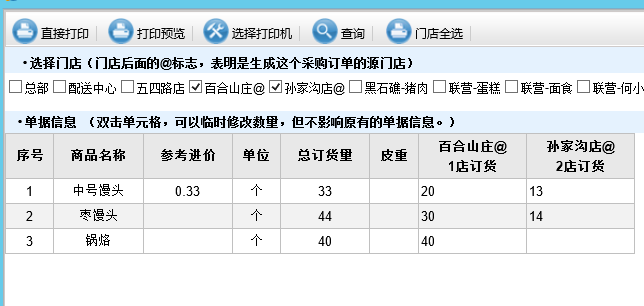 直接打印 打印预览 选择打印机 查询 门店全选
·选择门店（门店后面的@标志，表明是生成这个采购订单的源门店）
总部 配送中心 五四路店 百合山庄@ 孙家沟店@ 黑石礁-猪肉 联营-蛋糕 联营-面食 联营-何小
·单据信息 （双击单元格，可以临时修改数量，但不影响原有的单据信息。）
序号 商品名称 参考进价 单位 总订货量 皮重 百合山庄@ 孙家沟店@
1店订货 2店订货
1 中号馒头 0.33 个 33 20 13
2 枣馒头 个 44 30 14
3 锅烙 个 40 40